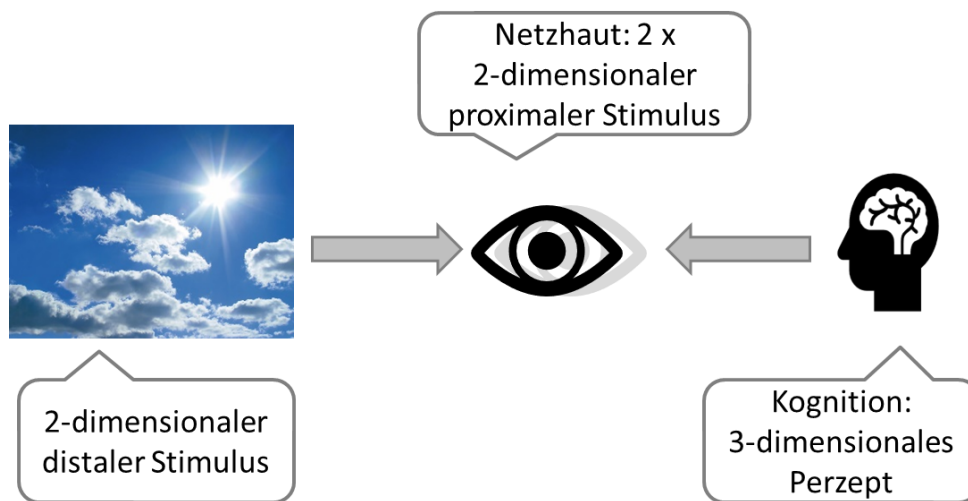 Netzhaut: 2 x
2-dimensionaler
proximaler Stimulus
2-dimensionaler
distaler Stimulus
Kognition:
3-dimensionales
Perzept